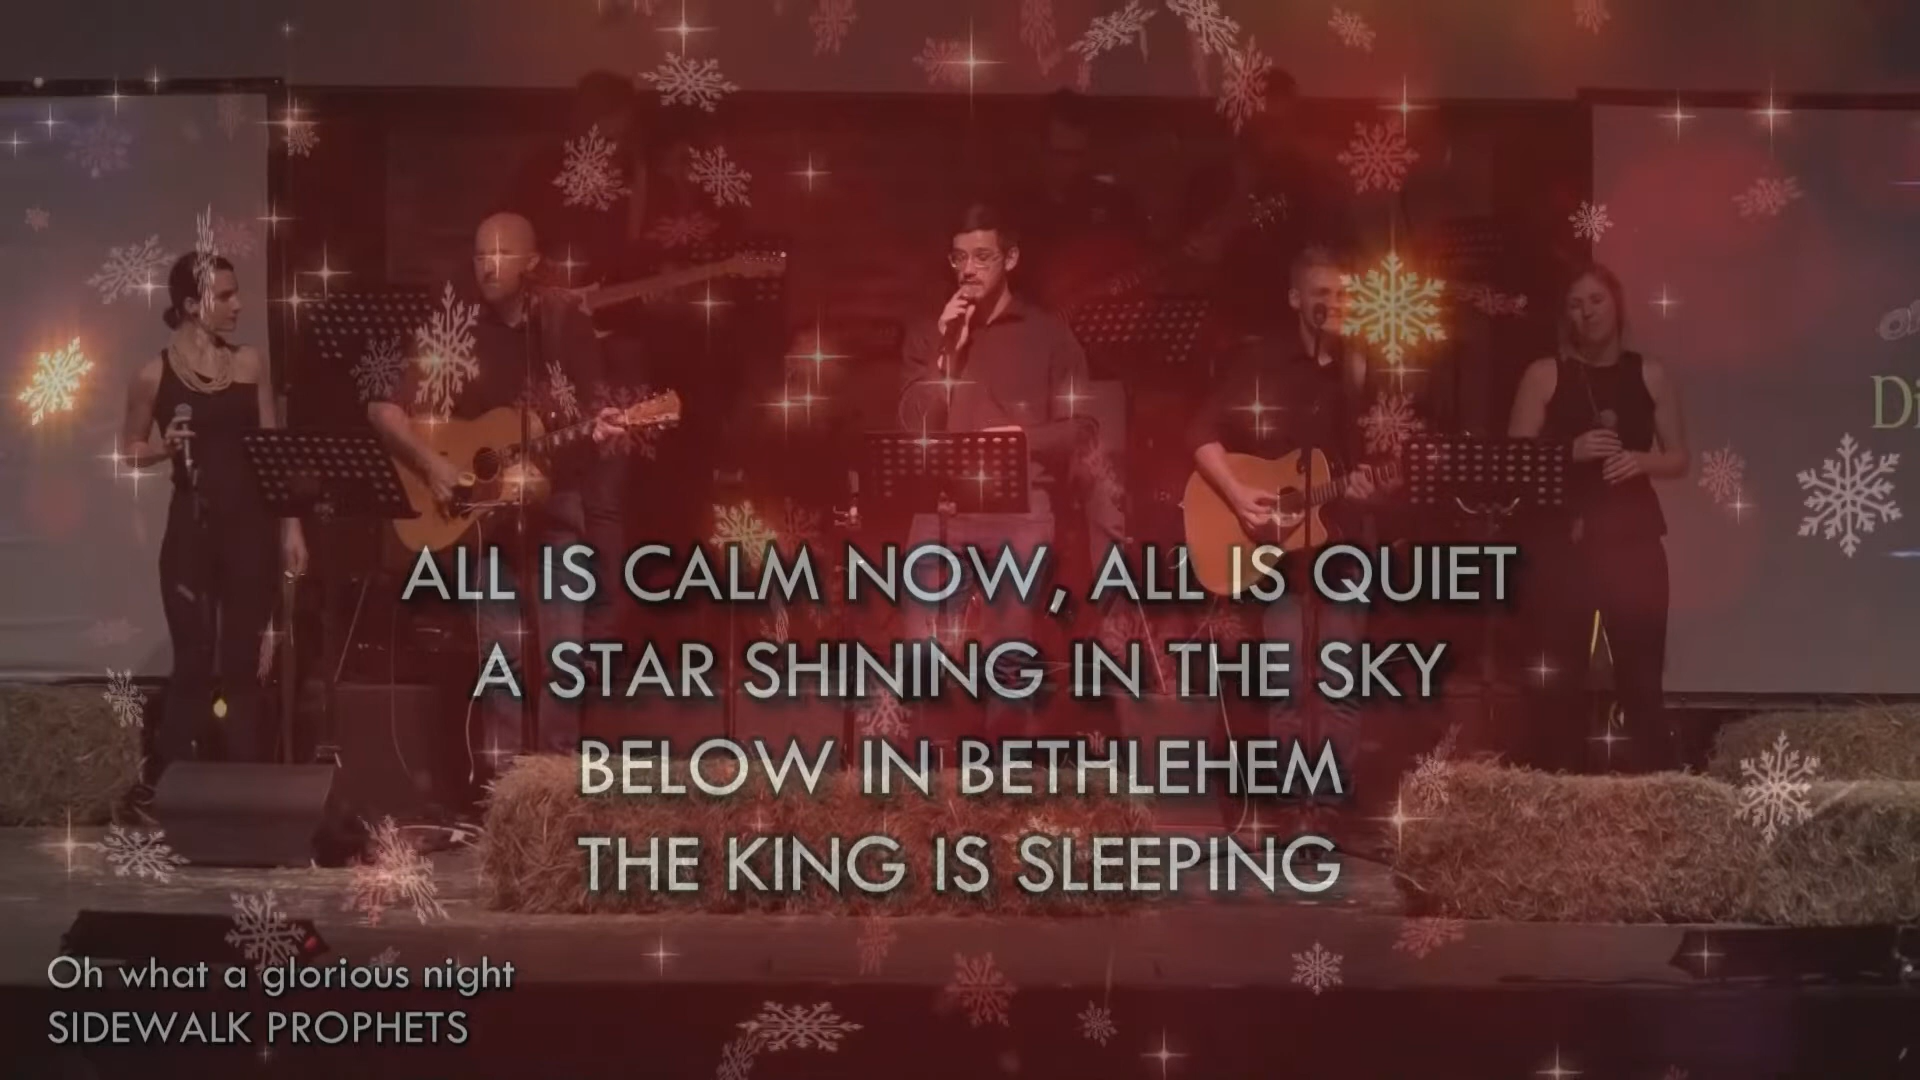 ALL IS CALM NOW, ALL IS QUIET
A STAR SHINING IN THE SKY
BELOW IN BETHLEHEM
THE KING IS SLEEPING
Oh what a glorious night
SIDEWALK PROPHETS